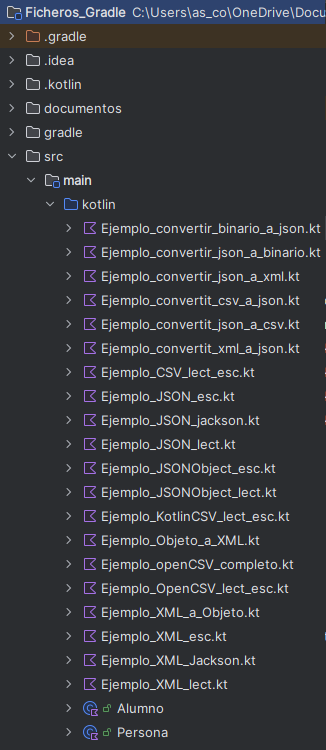 Ficheros_Gradle C:\Users\as_co\OneDrive\Docu
.gradle
.idea
.kotlin
documentos
gradle
src
main
kotlin
Ejemplo_convertir_binario_a_json.kt
Ejemplo_convertir_json_a_binario.kt
Ejemplo_convertir_json_a_xml.kt
Ejemplo_convertit_csv_a_json.kt
Ejemplo_convertit_json_a_csv.kt
Ejemplo_convertit_xml_a_json.kt
Ejemplo_CSV_lect_esc.kt
Ejemplo_JSON_esc.kt
Ejemplo_JSON_jackson.kt
Ejemplo_JSON_lect.kt
Ejemplo_JSONObject_esc.kt
Ejemplo_JSONObject_lect.kt
Ejemplo_KotlinCSV_lect_esc.kt
Ejemplo_Objeto_a_XML.kt
Ejemplo_openCSV_completo.kt
Ejemplo_OpenCSV_lect_esc.kt
Ejemplo_XML_a_Objeto.kt
Ejemplo_XML_esc.kt
Ejemplo_XML_Jackson.kt
Ejemplo_XML_lect.kt
Alumno
Persona